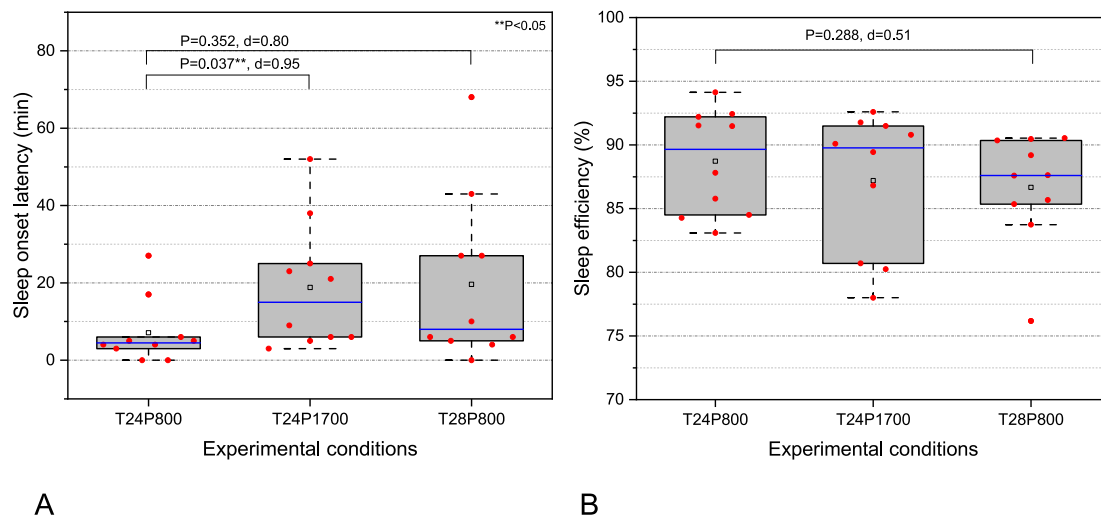 **P<0.05
P=0.352, d=0.80
P=0.037**, d=0.95
80
60
40
20
0
Sleep onset latency (min)
T24P800 T24P1700 T28P800
Experimental conditions
A
P=0.288, d=0.51
95
90
85
80
75
70
Sleep efficiency (%)
T24P800 T24P1700 T28P800
Experimental conditions
B